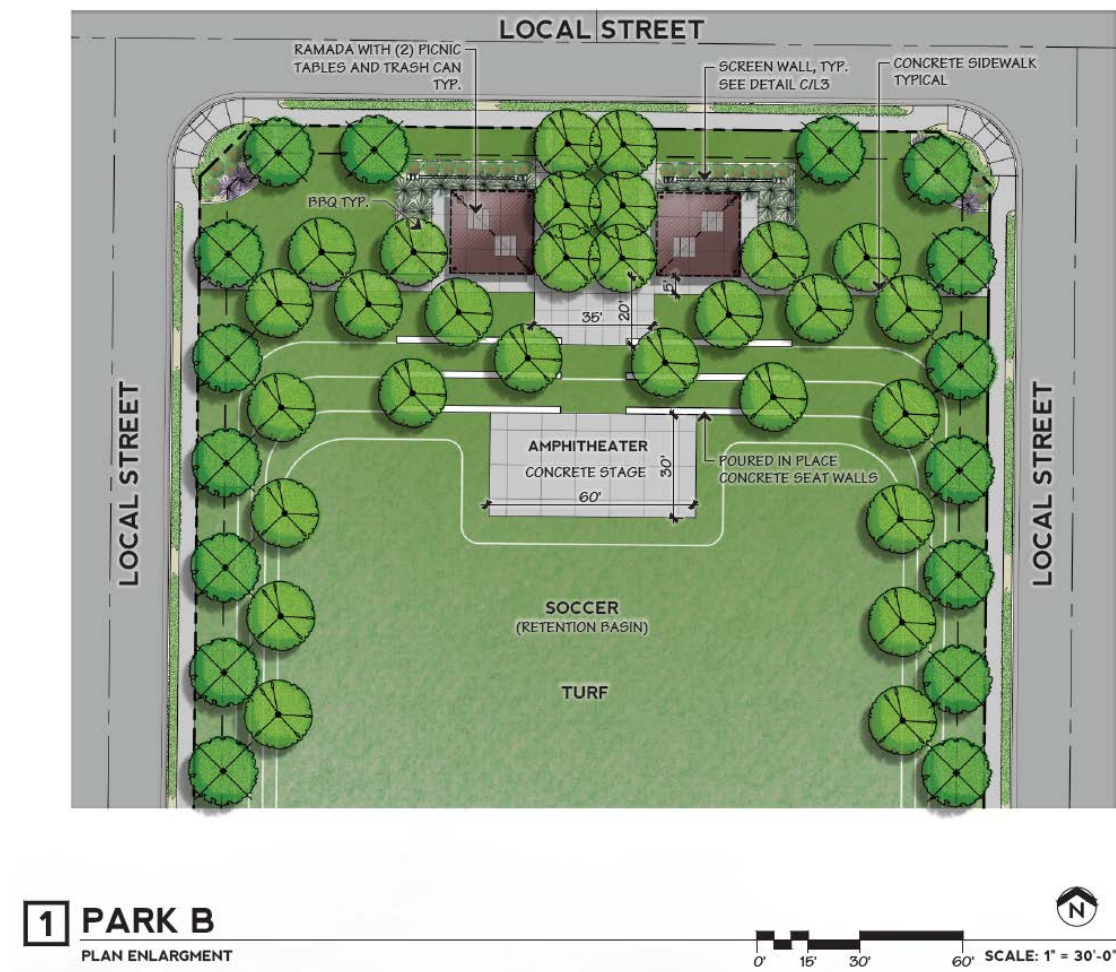 LOCAL STREET
RAMADA WITH (2) PICNIC
TABLES AND TRASH CAN
TYP.
SCREEN WALL, TYP.
SEE DETAIL C/L3
CONCRETE SIDEWALK
TYPICAL
BBQ TYP.
5'
20'
35'
LOCAL STREET
LOCAL STREET
AMPHITHEATER
CONCRETE STAGE
30'
60'
POURED IN PLACE
CONCRETE SEAT WALLS
SOCCER
(RETENTION BASIN)
TURF
1 PARK B
PLAN ENLARGMENT
N
0' 15' 30' 60' SCALE: 1" = 30'-0"